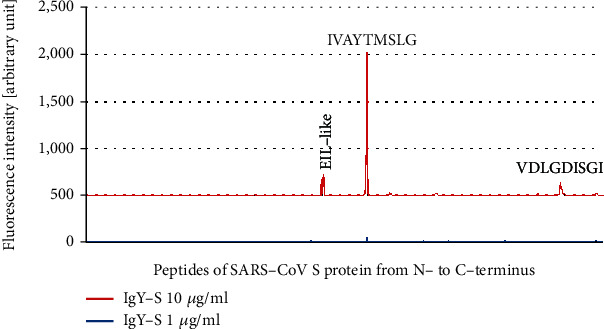 Fluorescence intensity [arbitrary unit]
2,500
2,000
1,500
1,000
500
0
EIL–like
IVAYTMSLG
VDLGDISGI
Peptides of SARS–CoV S protein from N– to C–terminus
IgY–S 10 μg/ml
IgY–S 1 μg/ml